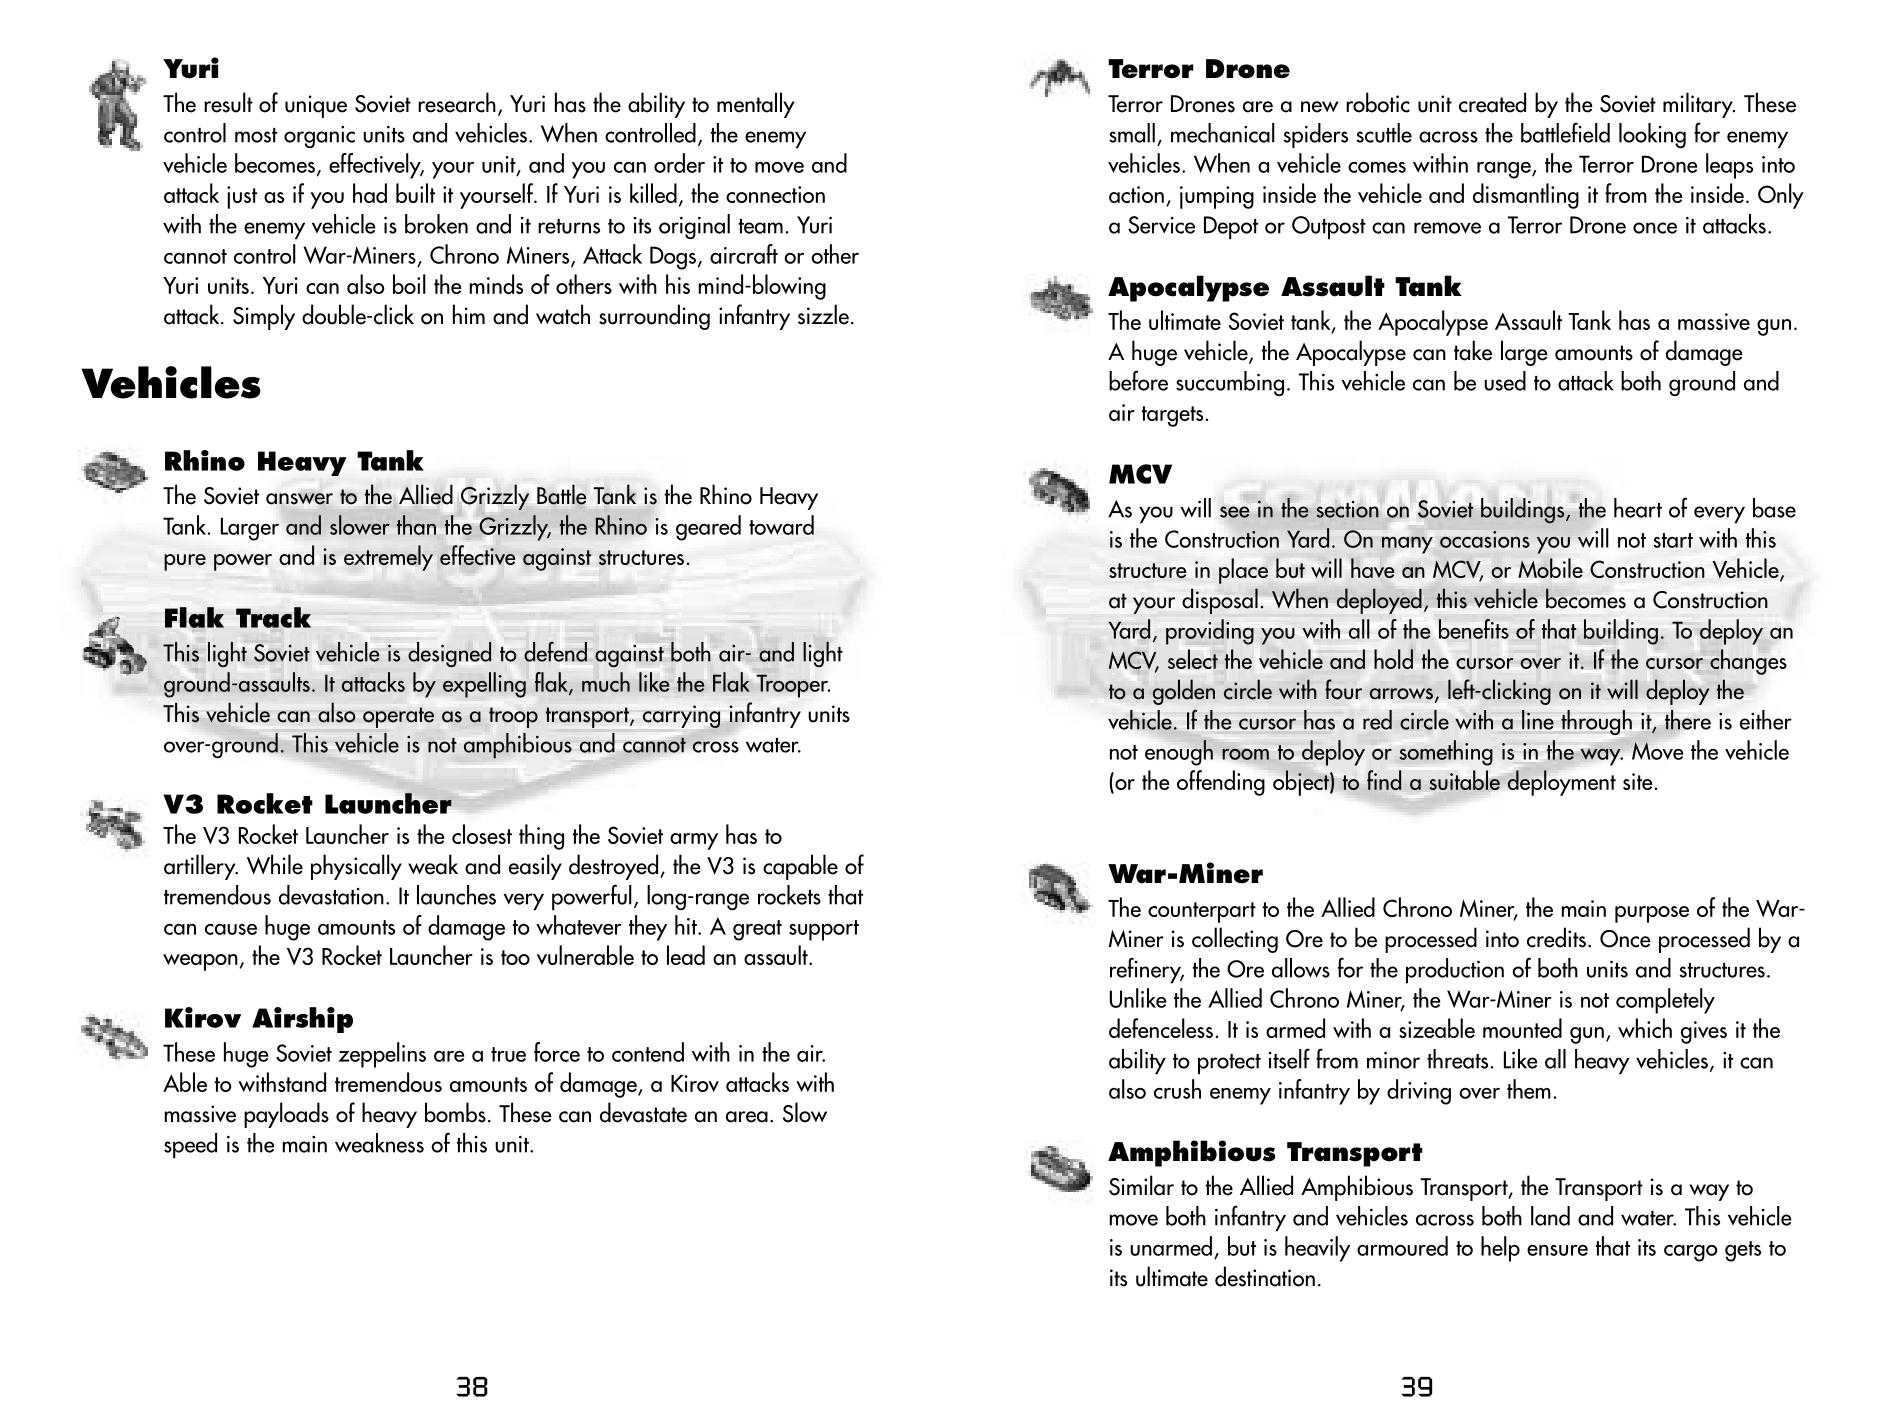 Yuri
The result of unique Soviet research, Yuri has the ability to mentally
control most organic units and vehicles. When controlled, the enemy
vehicle becomes, effectively, your unit, and you can order it to move and
attack just as if you had built it yourself. If Yuri is killed, the connection
with the enemy vehicle is broken and it returns to its original team. Yuri
cannot control War-Miners, Chrono Miners, Attack Dogs, aircraft or other
Yuri units. Yuri can also boil the minds of others with his mind-blowing
attack. Simply double-click on him and watch surrounding infantry sizzle.
Vehicles
Rhino Heavy Tank
The Soviet answer to the Allied Grizzly Battle Tank is the Rhino Heavy
Tank. Larger and slower than the Grizzly, the Rhino is geared toward
pure power and is extremely effective against structures.
Flak Track
This light Soviet vehicle is designed to defend against both air- and light
ground-assaults. It attacks by expelling flak, much like the Flak Trooper.
This vehicle can also operate as a troop transport, carrying infantry units
over-ground. This vehicle is not amphibious and cannot cross water.
V3 Rocket Launcher
The V3 Rocket Launcher is the closest thing the Soviet army has to
artillery. While physically weak and easily destroyed, the V3 is capable of
tremendous devastation. It launches very powerful, long-range rockets that
can cause huge amounts of damage to whatever they hit. A great support
weapon, the V3 Rocket Launcher is too vulnerable to lead an assault.
Kirov Airship
These huge Soviet zeppelins are a true force to contend with in the air.
Able to withstand tremendous amounts of damage, a Kirov attacks with
massive payloads of heavy bombs. These can devastate an area. Slow
speed is the main weakness of this unit.
38
Terror Drone
Terror Drones are a new robotic unit created by the Soviet military. These
small, mechanical spiders scuttle across the battlefield looking for enemy
vehicles. When a vehicle comes within range, the Terror Drone leaps into
action, jumping inside the vehicle and dismantling it from the inside. Only
a Service Depot or Outpost can remove a Terror Drone once it attacks.
Apocalypse Assault Tank
The ultimate Soviet tank, the Apocalypse Assault Tank has a massive gun.
A huge vehicle, the Apocalypse can take large amounts of damage
before succumbing. This vehicle can be used to attack both ground and
air targets.
MCV
As you will see in the section on Soviet buildings, the heart of every base
is the Construction Yard. On many occasions you will not start with this
structure in place but will have an MCV, or Mobile Construction Vehicle,
at your disposal. When deployed, this vehicle becomes a Construction
Yard, providing you with all of the benefits of that building. To deploy an
MCV, select the vehicle and hold the cursor over it. If the cursor changes
to a golden circle with four arrows, left-clicking on it will deploy the
vehicle. If the cursor has a red circle with a line through it, there is either
not enough room to deploy or something is in the way. Move the vehicle
(or the offending object) to find a suitable deployment site.
War-Miner
The counterpart to the Allied Chrono Miner, the main purpose of the War-
Miner is collecting Ore to be processed into credits. Once processed by a
refinery, the Ore allows for the production of both units and structures.
Unlike the Allied Chrono Miner, the War-Miner is not completely
defenceless. It is armed with a sizeable mounted gun, which gives it the
ability to protect itself from minor threats. Like all heavy vehicles, it can
also crush enemy infantry by driving over them.
Amphibious Transport
Similar to the Allied Amphibious Transport, the Transport is a way to
move both infantry and vehicles across both land and water. This vehicle
is unarmed, but is heavily armoured to help ensure that its cargo gets to
its ultimate destination.
39